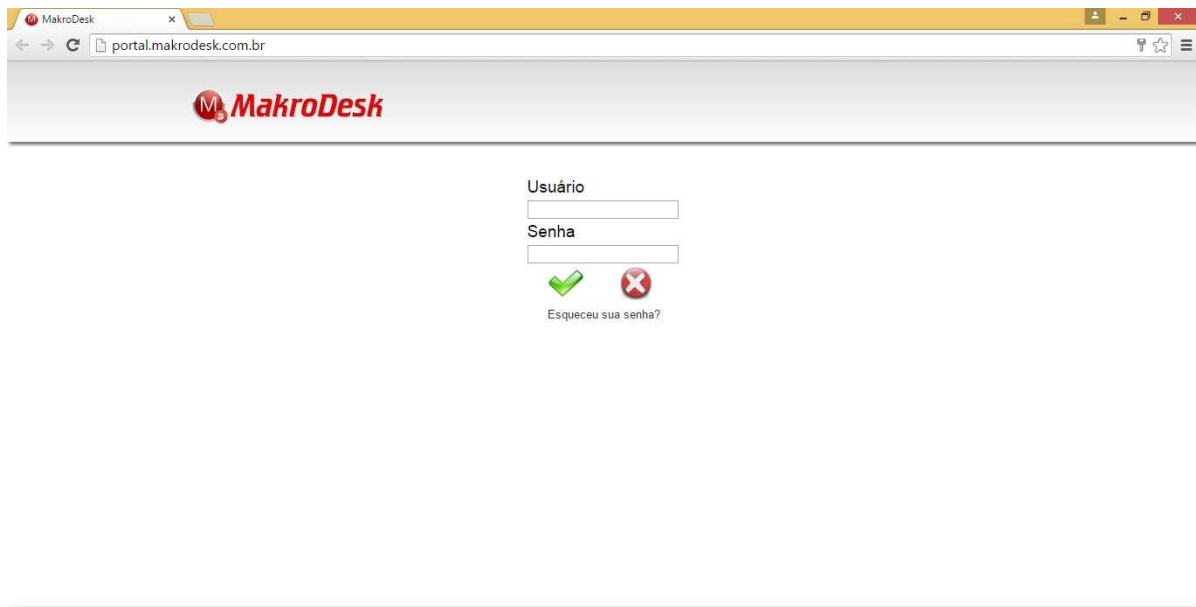 MakroDesk
portal.makrodesk.com.br
MakroDesk
Usuário
Senha
Esqueceu sua senha?